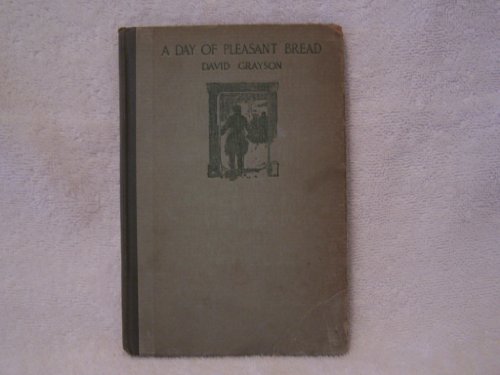 A DAY OF PLEASANT BREAD
DAVID GRAYSON